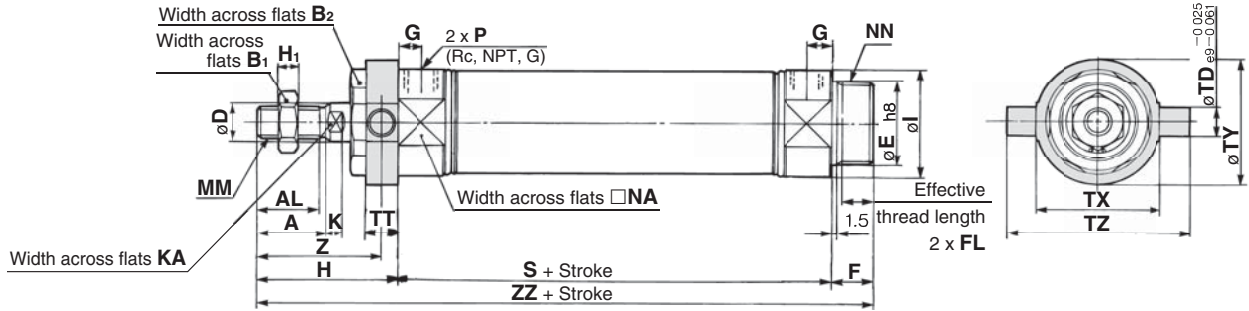 Width across flats B2
Width across
flats B1
H1
G
2 x P
(Rc, NPT, G)
G
NN
øD
øE h8
øI
øTD e9 −0.025 −0.061
øTY
MM
AL
A
K
TT
Width across flats □NA
Effective
thread length
2 x FL
1.5
TX
TZ
Width across flats KA
Z
H
S + Stroke
F
ZZ + Stroke